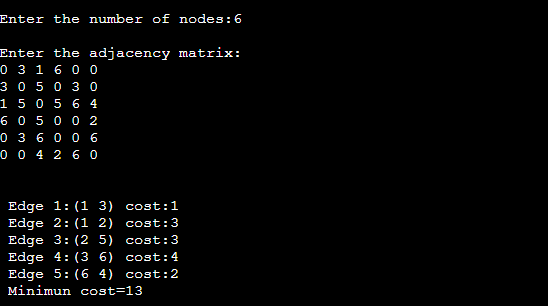 Enter the number of nodes:6
Enter the adjacency matrix:
0 3 1 6 0 0
3 0 5 0 3 0
1 5 0 5 6 4
6 0 5 0 0 2
0 3 6 0 0 6
0 0 4 2 6 0
Edge 1:(1 3) cost:1
Edge 2:(1 2) cost:3
Edge 3:(2 5) cost:3
Edge 4:(3 6) cost:4
Edge 5:(6 4) cost:2
Minimun cost=13